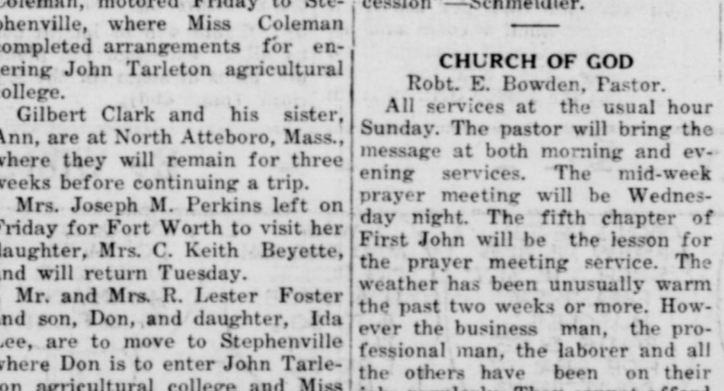 Coleman, motored Friday to Ste-
phenville, where Miss Coleman
completed arrangements for en-
ering John Tarleton agricultural
ollege.
Gilbert Clark and his sister,
Ann, are at North Atteboro, Mass.,
where they will remain for three
weeks before continuing a trip.
Mrs. Joseph M. Perkins left on
Friday for Fort Worth to visit her
daughter, Mrs. C. Keith Beyette,
and will return Tuesday.
Mr. and Mrs. R. Lester Foster
and son, Don, and daughter, Ida
Lee, are to move to Stephenville
where Don is to enter John Tarle-
on agricultural college and Miss
cession —Schmeidler.
CHURCH OF GOD
Robt. E. Bowden, Pastor.
All services at the usual hour
Sunday. The pastor will bring the
message at both morning and ev-
ening services. The mid-week
prayer meeting will be Wednes-
day night. The fifth chapter of
First John will be the lesson for
the prayer meeting service. The
weather has been unusually warm
the past two weeks or more. How-
ever the business man, the pro-
fessional man, the laborer and all
the others have been on their